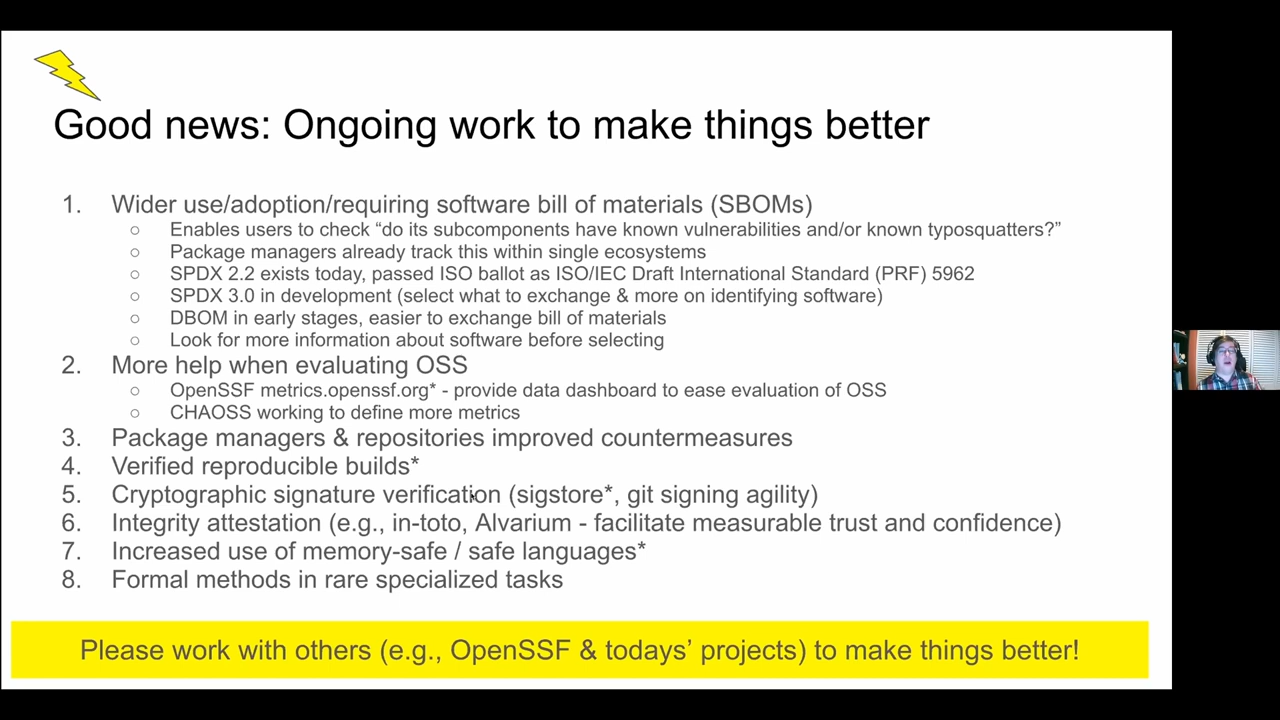 Good news: Ongoing work to make things better
1. Wider use/adoption/requiring software bill of materials (SBOMs)
○ Enables users to check “do its subcomponents have known vulnerabilities and/or known typosquatters?”
○ Package managers already track this within single ecosystems
○ SPDX 2.2 exists today, passed ISO ballot as ISO/IEC Draft International Standard (PRF) 5962
○ SPDX 3.0 in development (select what to exchange & more on identifying software)
○ DBOM in early stages, easier to exchange bill of materials
○ Look for more information about software before selecting
2. More help when evaluating OSS
○ OpenSSF metrics.openssf.org* - provide data dashboard to ease evaluation of OSS
○ CHAOSS working to define more metrics
3. Package managers & repositories improved countermeasures
4. Verified reproducible builds*
5. Cryptographic signature verification (sigstore*, git signing agility)
6. Integrity attestation (e.g., in-toto, Alvarium - facilitate measurable trust and confidence)
7. Increased use of memory-safe / safe languages*
8. Formal methods in rare specialized tasks
Please work with others (e.g., OpenSSF & todays’ projects) to make things better!